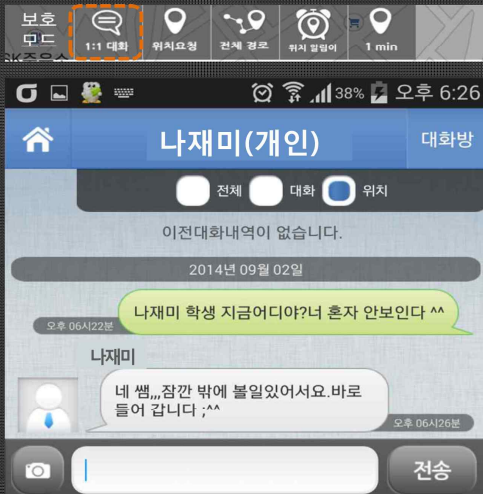 보호
모드
1:1 대화
위치요청
전체 경로
위치 알림이
1 min
SK주유소
38%
오후 6:26
나재미(개인)
대화방
전체
대화
위치
이전대화내역이 없습니다.
2014년 09월 02일
나재미 학생 지금어디야?너 혼자 안보인다 ^^
오후 06시22분
나재미
네 쌤,,,잠깐 밖에 볼일있어서요.바로
들어 갑니다 ;^^
오후 06시26분
전송